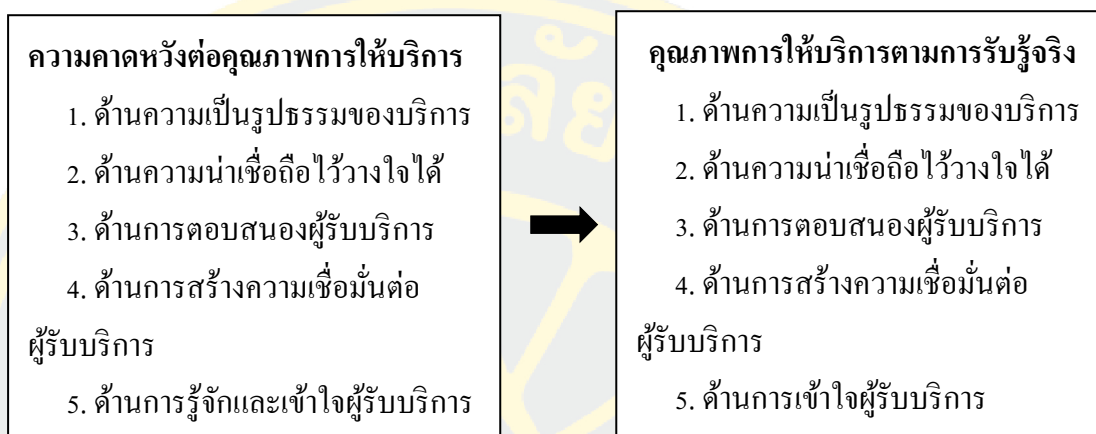 ความคาดหวังต่อคุณภาพการให้บริการ
1. ด้านความเป็นรูปธรรมของบริการ
2. ด้านความน่าเชื่อถือไว้วางใจได้
3. ด้านการตอบสนองผู้รับบริการ
4. ด้านการสร้างความเชื่อมั่นต่อ
ผู้รับบริการ
5. ด้านการรู้จักและเข้าใจผู้รับบริการ
คุณภาพการให้บริการตามการรับรู้จริง
1. ด้านความเป็นรูปธรรมของบริการ
2. ด้านความน่าเชื่อถือไว้วางใจได้
3. ด้านการตอบสนองผู้รับบริการ
4. ด้านการสร้างความเชื่อมั่นต่อ
ผู้รับบริการ
5. ด้านการเข้าใจผู้รับบริการ